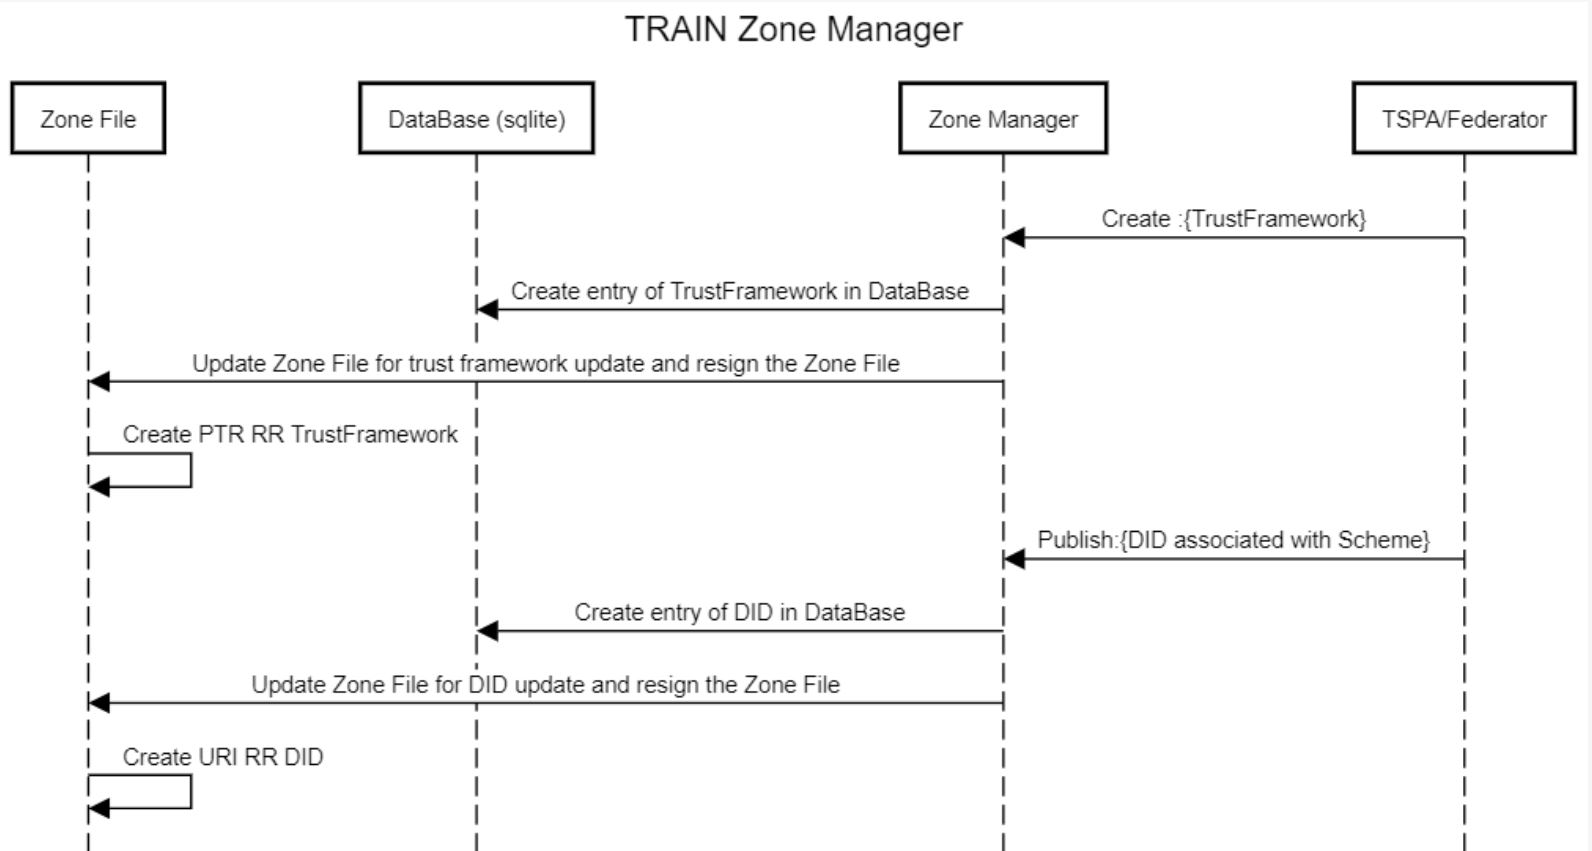 TRAIN Zone Manager
Zone File
DataBase (sqlite)
Zone Manager
TSPA/Federator
Create :{TrustFramework}
Create entry of TrustFramework in DataBase
Update Zone File for trust framework update and resign the Zone File
Create PTR RR TrustFramework
Publish:{DID associated with Scheme}
Create entry of DID in DataBase
Update Zone File for DID update and resign the Zone File
Create URI RR DID